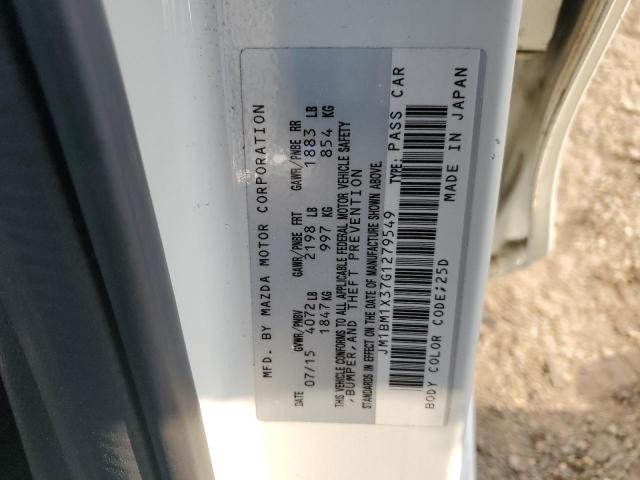 MFD. BY MAZDA MOTOR CORPORATION
DATE GVWR/PNBV GAWR/PNBE FRT GAWR/PNBE RR
07/15 4072LB 2198 LB 1883 LB
1847KG 997 KG 854 KG
THIS VEHICLE CONFORMS TO ALL APPLICABLE FEDERAL MOTOR VEHICLE SAFETY
,BUMPER,AND THEFT PREVENTION
STANDARDS IN EFFECT ON THE DATE OF MANUFACTURE SHOWN ABOVE.
JM1BM1X37G1279549 TYPE: PASS CAR
BODY COLOR CODE;25D MADE IN JAPAN